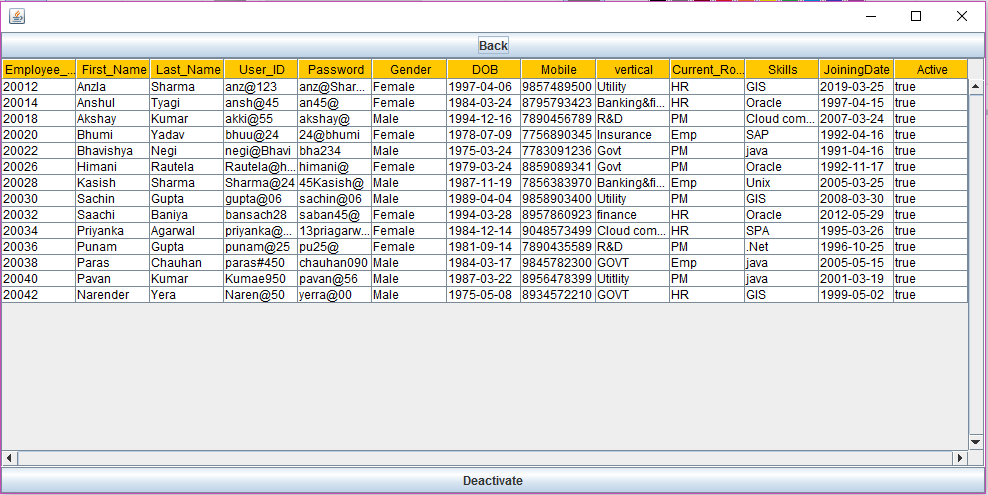 Back
Employee_... First_Name Last_Name User_ID Password Gender DOB Mobile vertical Current_Ro... Skills JoiningDate Active
20012 Anzla Sharma anz@123 anz@Shar... Female 1997-04-06 9857489500 Utility HR GIS 2019-03-25 true
20014 Anshul Tyagi ansh@45 an45@ Female 1984-03-24 8795793423 Banking&fi... HR Oracle 1997-04-15 true
20018 Akshay Kumar akki@55 akshay@ Male 1994-12-16 7890456789 R&D PM Cloud com... 2007-03-24 true
20020 Bhumi Yadav bhuu@24 24@bhumi Female 1978-07-09 7756890345 Insurance Emp SAP 1992-04-16 true
20022 Bhavishya Negi negi@Bhavi bha234 Male 1975-03-24 7783091236 Govt PM java 1991-04-16 true
20026 Himani Rautela Rautela@h... himani@ Female 1979-03-24 8859089341 Govt PM Oracle 1992-11-17 true
20028 Kasish Sharma Sharma@24 45Kasish@ Male 1987-11-19 7856383970 Banking&fi... Emp Unix 2005-03-25 true
20030 Sachin Gupta gupta@06 sachin@06 Male 1989-04-04 9858903400 Utility PM GIS 2008-03-30 true
20032 Saachi Baniya bansach28 saban45@ Female 1994-03-28 8957860923 finance HR Oracle 2012-05-29 true
20034 Priyanka Agarwal priyanka@... 13priagarw... Female 1984-12-14 9048573499 Cloud com... HR SPA 1995-03-26 true
20036 Punam Gupta punam@25 pu25@ Female 1981-09-14 7890435589 R&D PM .Net 1996-10-25 true
20038 Paras Chauhan paras#450 chauhan090 Male 1984-03-17 9845782300 GOVT Emp java 2005-05-15 true
20040 Pavan Kumar Kumae950 pavan@56 Male 1987-03-22 8956478399 Utitlity PM java 2001-03-19 true
20042 Narender Yera Naren@50 yerra@00 Male 1975-05-08 8934572210 GOVT HR GIS 1999-05-02 true
Deactivate